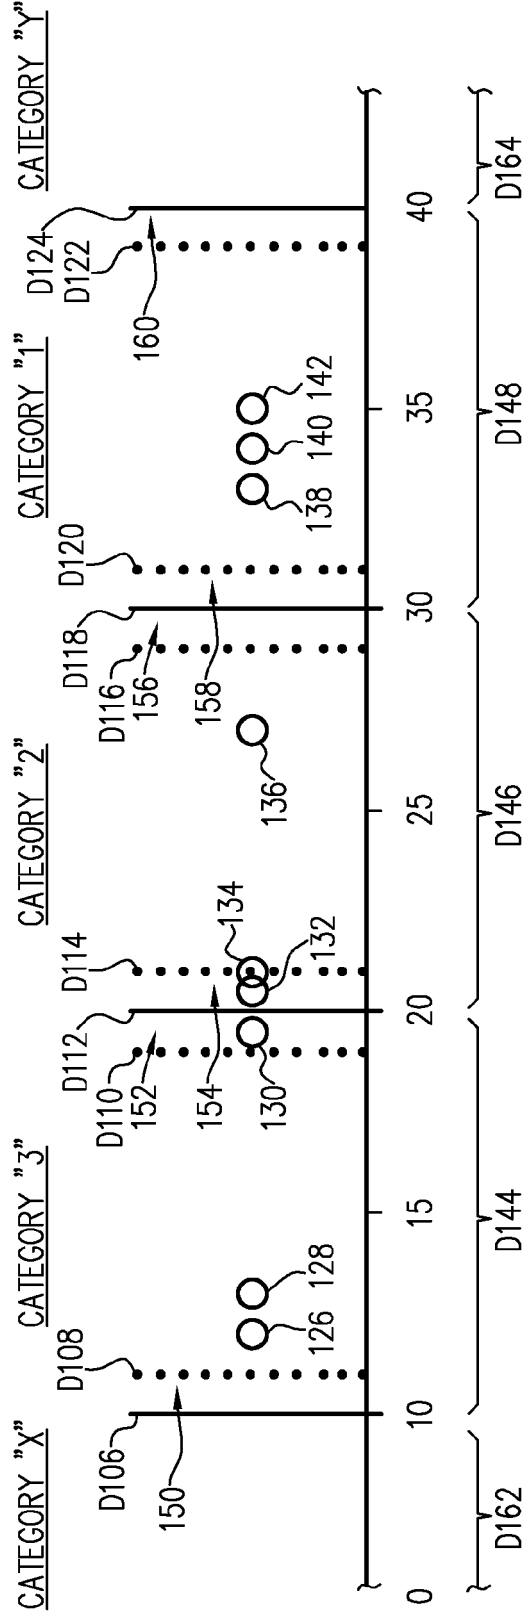 CATEGORY "X"
CATEGORY "3"
CATEGORY "2"
CATEGORY "1"
CATEGORY "Y"
D106
D108
D110
D112
D114
D116
D118
D120
D122
D124
150
152
154
156
158
160
126
128
130
132
134
136
138
140
142
0
10
15
20
25
30
35
40
D162
D144
D146
D148
D164